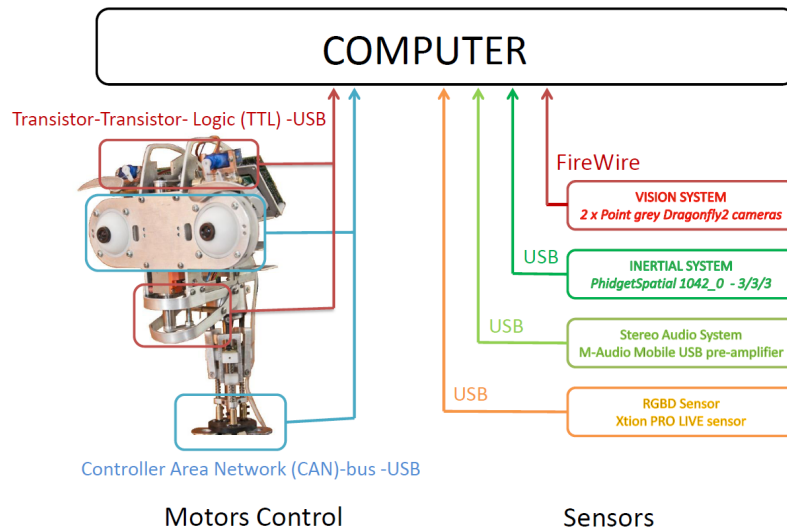 COMPUTER
Transistor-Transistor- Logic (TTL) -USB
FireWire
VISION SYSTEM
2 x Point grey Dragonfly2 cameras
USB
INERTIAL SYSTEM
PhidgetSpatial 1042_0 - 3/3/3
USB
Stereo Audio System
M-Audio Mobile USB pre-amplifier
USB
RGBD Sensor
Xtion PRO LIVE sensor
Controller Area Network (CAN)-bus -USB
Motors Control
Sensors